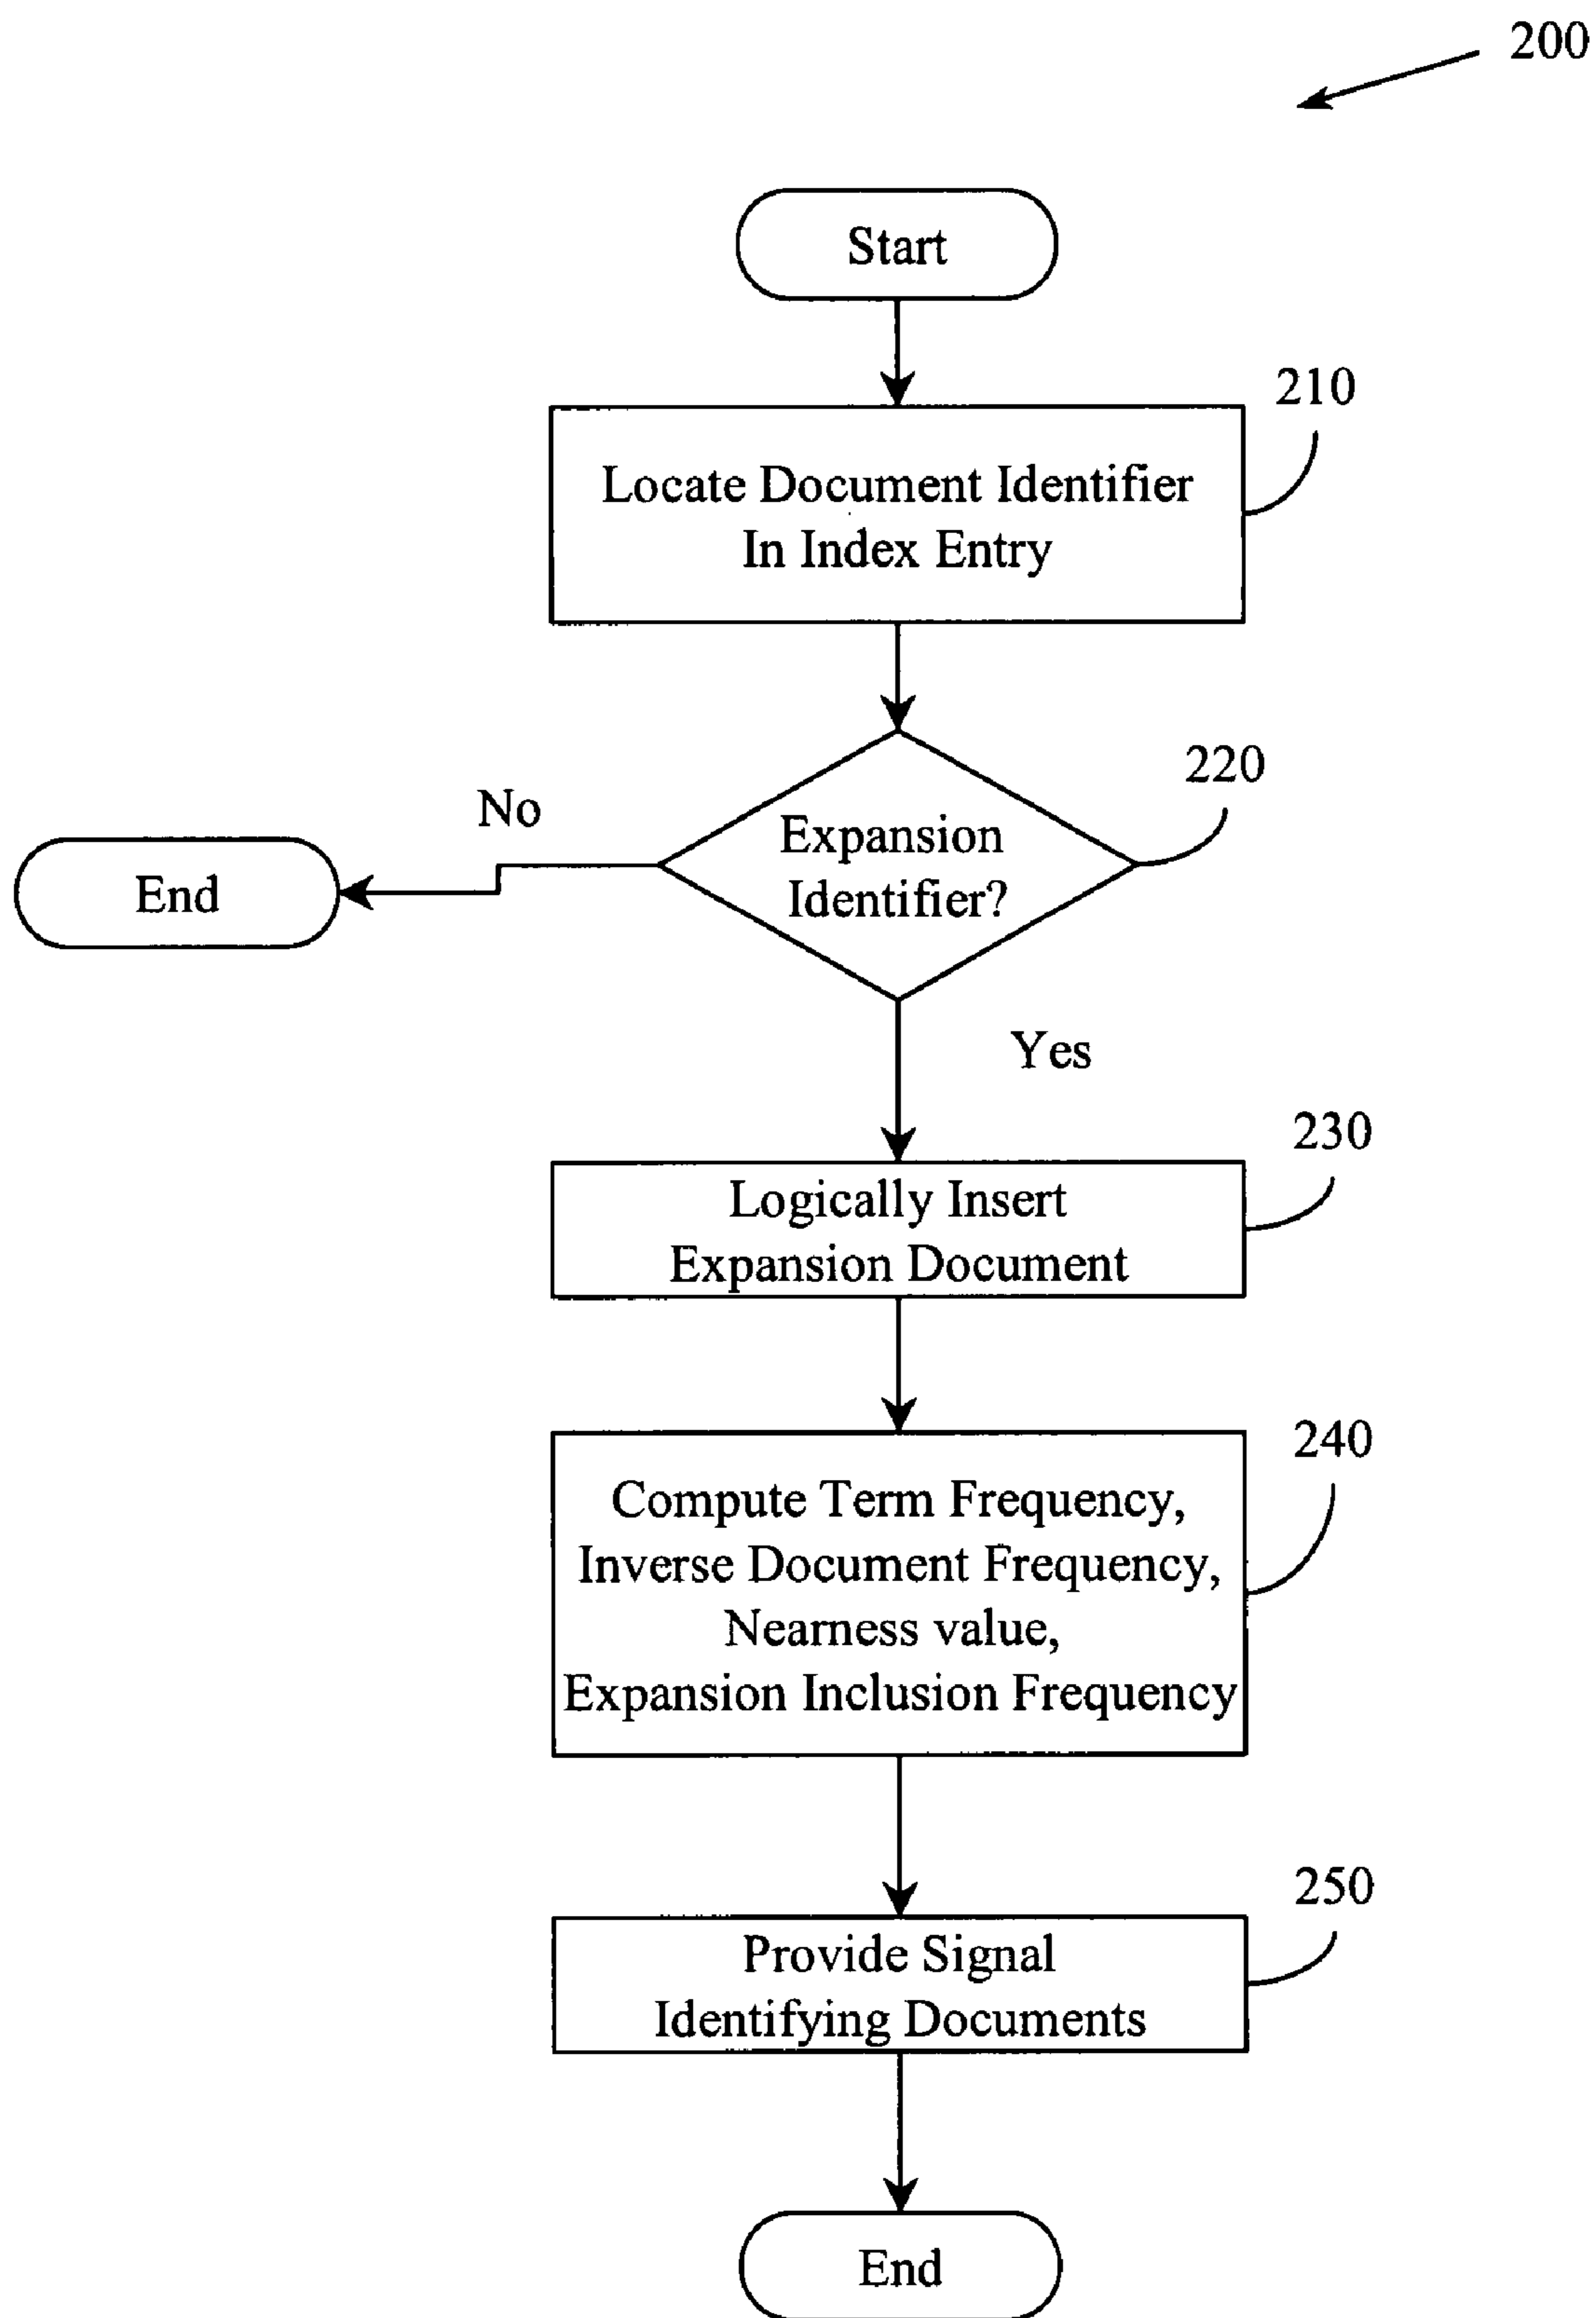 200
Start
210
Locate Document Identifier
In Index Entry
220
No
Expansion
Identifier?
End
Yes
230
Logically Insert
Expansion Document
240
Compute Term Frequency,
Inverse Document Frequency,
Nearness value,
Expansion Inclusion Frequency
250
Provide Signal
Identifying Documents
End